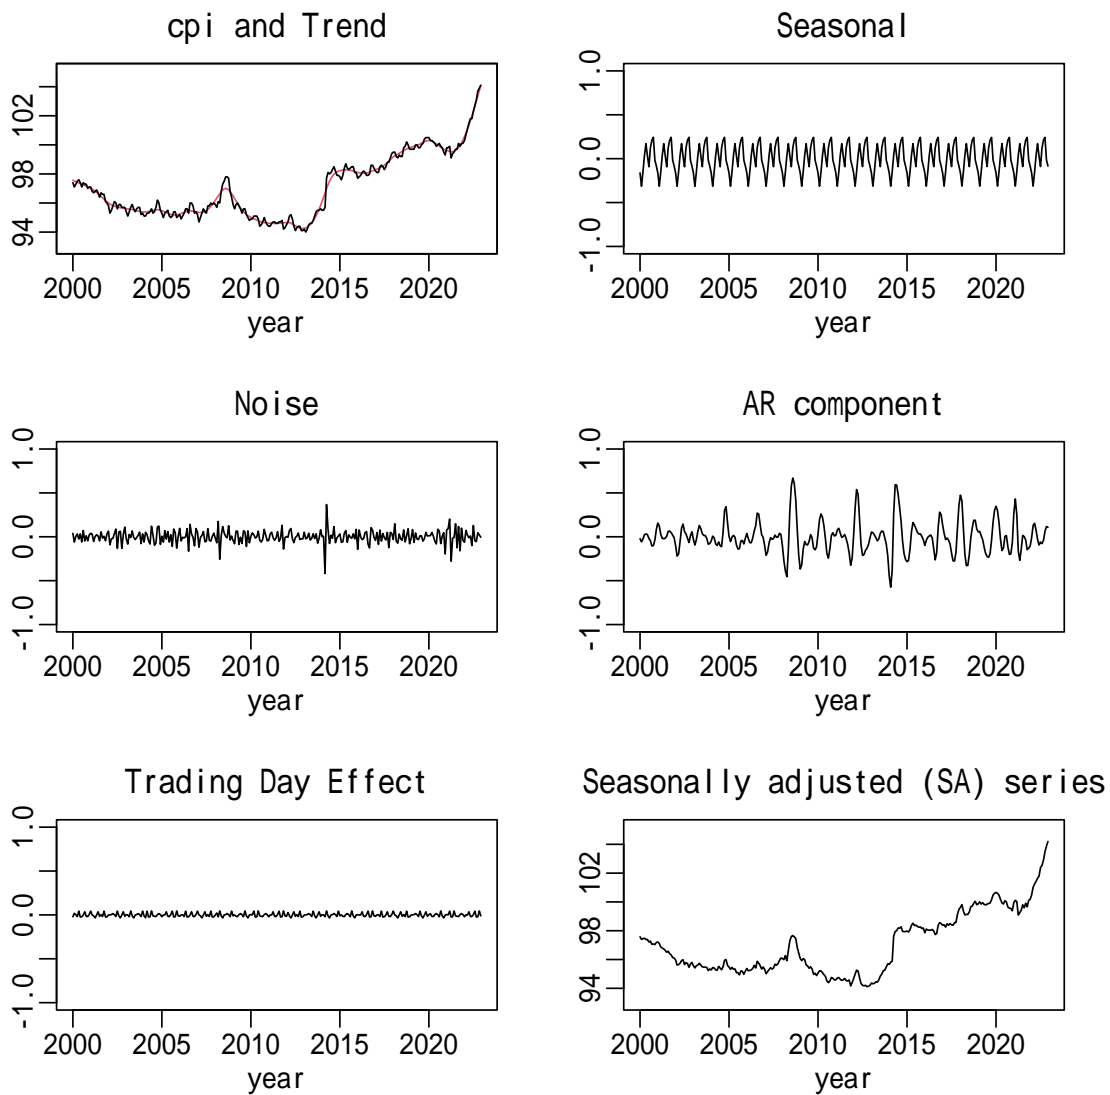 cpi and Trend
94 98 102
2000 2005 2010 2015 2020
year
Seasonal
-1.0 0.0 1.0
2000 2005 2010 2015 2020
year
Noise
-1.0 0.0 1.0
2000 2005 2010 2015 2020
year
AR component
-1.0 0.0 1.0
2000 2005 2010 2015 2020
year
Trading Day Effect
-1.0 0.0 1.0
2000 2005 2010 2015 2020
year
Seasonally adjusted (SA) series
94 98 102
2000 2005 2010 2015 2020
year